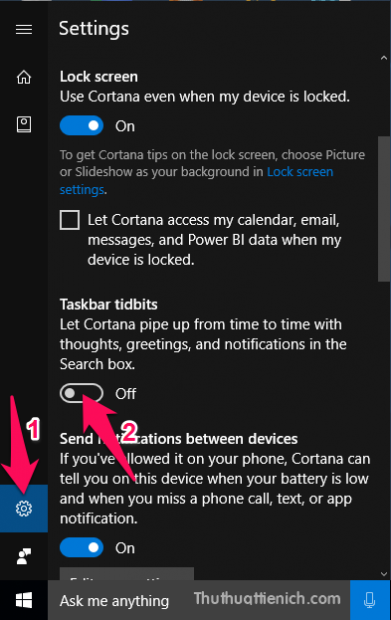 Settings
Lock screen
Use Cortana even when my device is locked.
On
To get Cortana tips on the lock screen, choose Picture
or Slideshow as your background in Lock screen
settings.
Let Cortana access my calendar, email,
messages, and Power BI data when my
device is locked.
Taskbar tidbits
Let Cortana pipe up from time to time with
thoughts, greetings, and notifications in the
Search box.
Off
1
2
Send notifications between devices
If you've allowed it on your phone, Cortana can
tell you on this device when your battery is low
and when you miss a phone call, text, or app
notification.
On
Ask me anything
Thuthuattienich.com